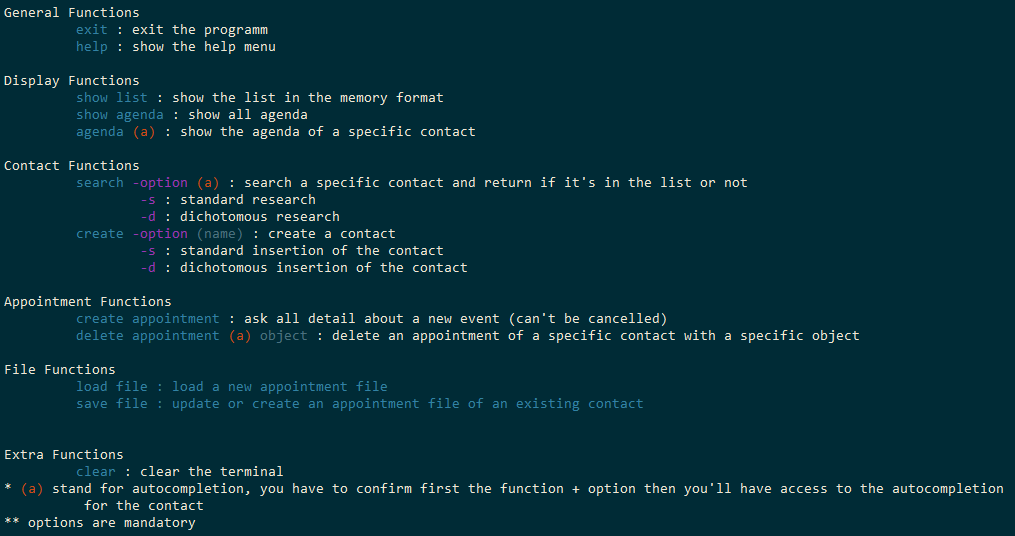 General Functions
exit : exit the programm
help : show the help menu
Display Functions
show list : show the list in the memory format
show agenda : show all agenda
agenda (a) : show the agenda of a specific contact
Contact Functions
search -option (a) : search a specific contact and return if it's in the list or not
-s : standard research
-d : dichotomous research
create -option (name) : create a contact
-s : standard insertion of the contact
-d : dichotomous insertion of the contact
Appointment Functions
create appointment : ask all detail about a new event (can't be cancelled)
delete appointment (a) object : delete an appointment of a specific contact with a specific object
File Functions
load file : load a new appointment file
save file : update or create an appointment file of an existing contact
Extra Functions
clear : clear the terminal
* (a) stand for autocompletion, you have to confirm first the function + option then you'll have access to the autocompletion
for the contact
** options are mandatory